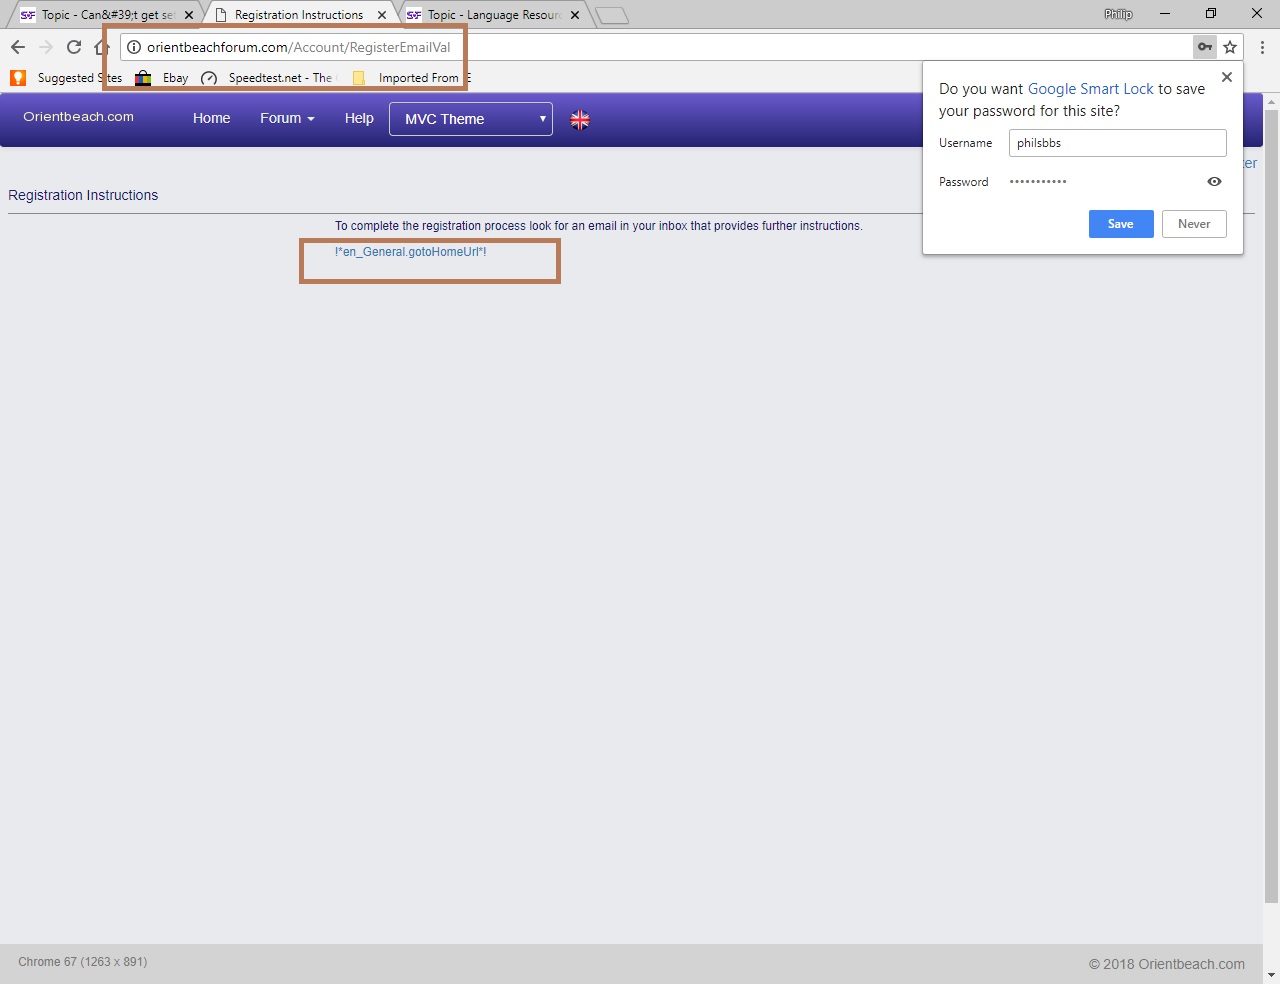 Topic - Can&#39;t get se
Registration Instructions
Topic - Language Resour
Philip
orientbeachforum.com/Account/RegisterEmailVal
Suggested Sites
Ebay
Speedtest.net - The
Imported From
Do you want Google Smart Lock to save
your password for this site?
Username
philsbbs
Password
Save
Never
Orientbeach.com
Home
Forum
Help
MVC Theme
ter
Registration Instructions
To complete the registration process look for an email in your inbox that provides further instructions.
!*en_General.gotoHomeUrl*!
Chrome 67 (1263 x 891)
© 2018 Orientbeach.com